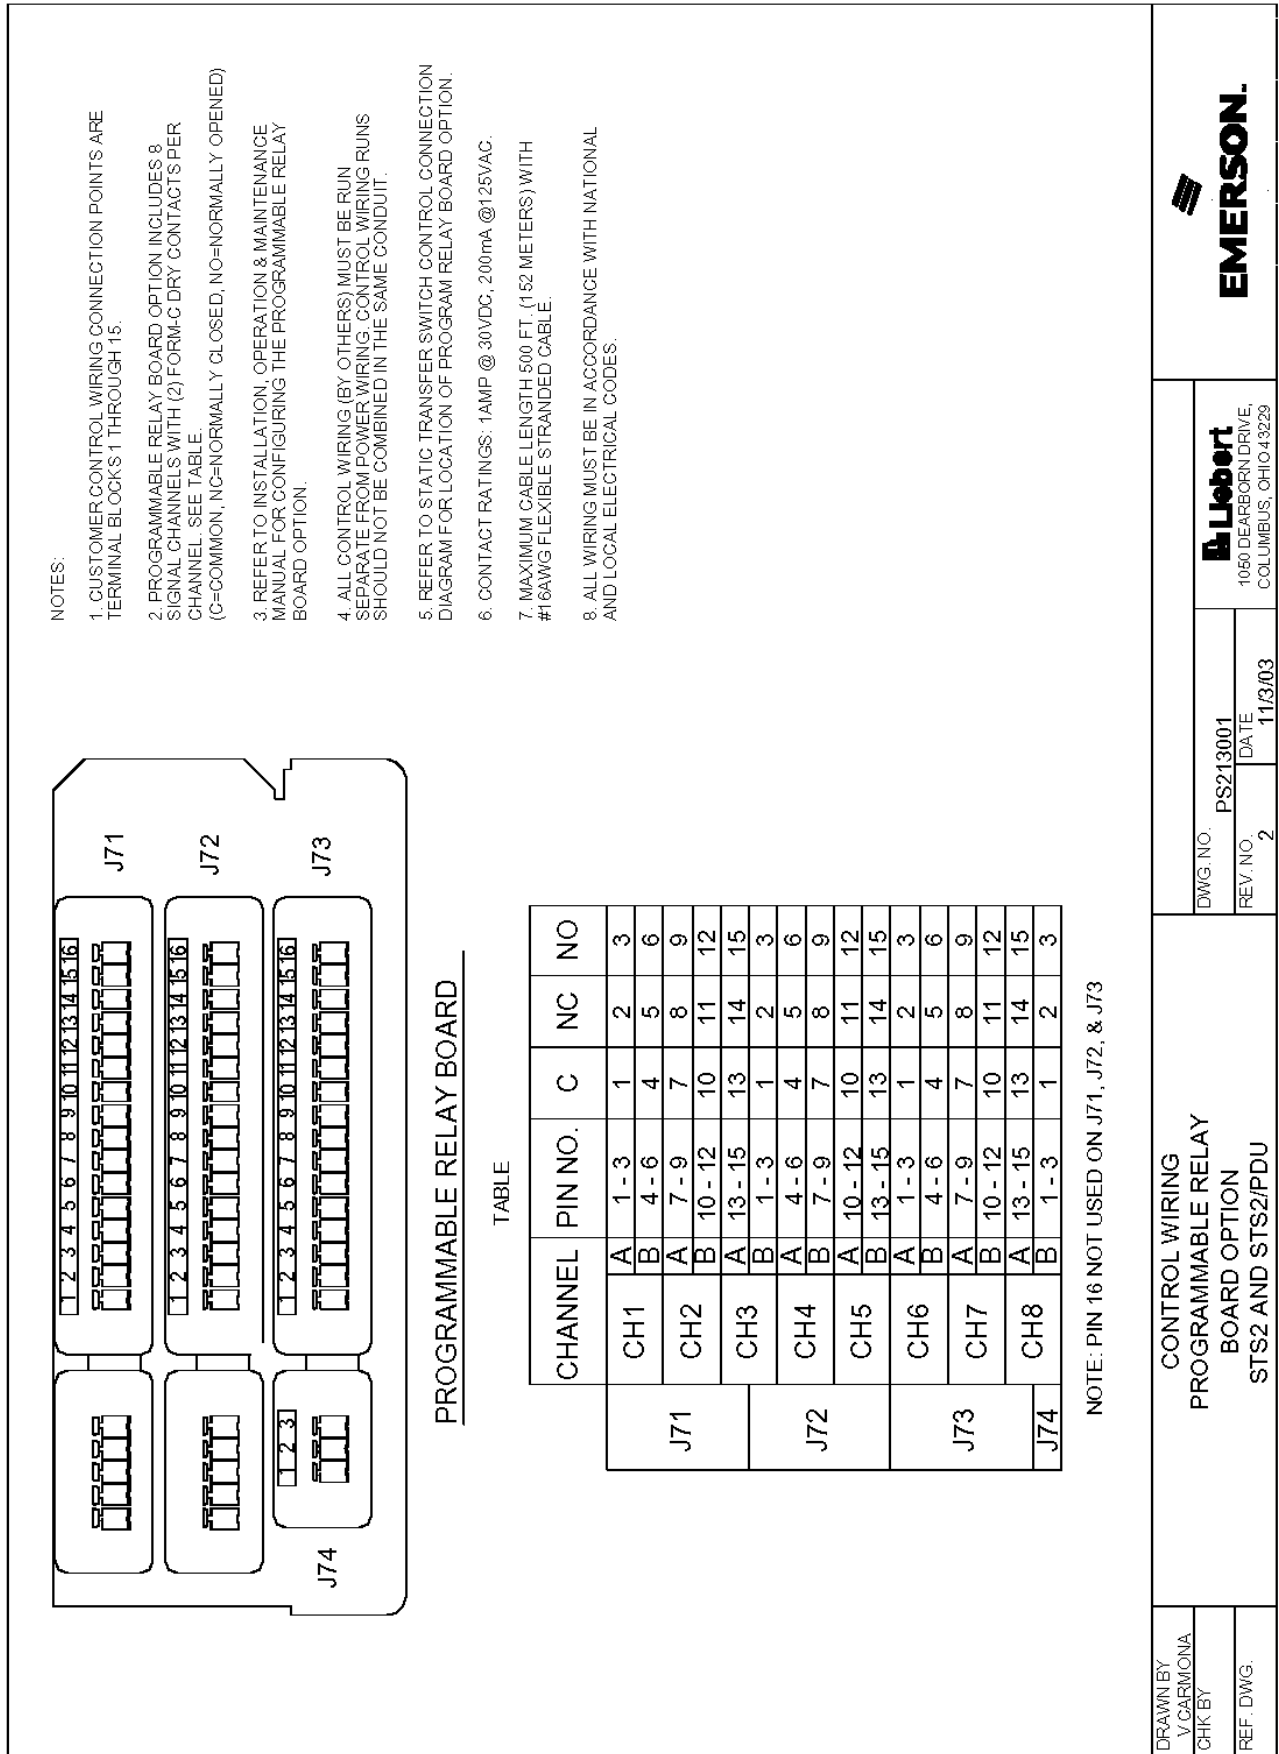 NOTES:
1. CUSTOMER CONTROL WIRING CONNECTION POINTS ARE
TERMINAL BLOCKS 1 THROUGH 15.
2. PROGRAMMABLE RELAY BOARD OPTION INCLUDES 8
SIGNAL CHANNELS WITH (2) FORM-C DRY CONTACTS PER
CHANNEL. SEE TABLE.
(C=COMMON, NC=NORMALLY CLOSED, NO=NORMALLY OPENED)
3. REFER TO INSTALLATION, OPERATION & MAINTENANCE
MANUAL FOR CONFIGURING THE PROGRAMMABLE RELAY
BOARD OPTION.
4. ALL CONTROL WIRING (BY OTHERS) MUST BE RUN
SEPARATE FROM POWER WIRING. CONTROL WIRING RUNS
SHOULD NOT BE COMBINED IN THE SAME CONDUIT.
5. REFER TO STATIC TRANSFER SWITCH CONTROL CONNECTION
DIAGRAM FOR LOCATION OF PROGRAM RELAY BOARD OPTION.
6. CONTACT RATINGS: 1AMP @ 30VDC, 200mA @125VAC.
7. MAXIMUM CABLE LENGTH 500 FT. (152 METERS) WITH
#16AWG FLEXIBLE STRANDED CABLE.
8. ALL WIRING MUST BE IN ACCORDANCE WITH NATIONAL
AND LOCAL ELECTRICAL CODES.
1 2 3 4 5 6 7 8 9 10 11 12 13 14 15 16
J71
1 2 3 4 5 6 7 8 9 10 11 12 13 14 15 16
J72
J74
1 2 3
1 2 3 4 5 6 7 8 9 10 11 12 13 14 15 16
J73
PROGRAMMABLE RELAY BOARD
TABLE
CHANNEL PIN NO. C NC NO
J71 CH1 A 1 - 3 1 2 3
B 4 - 6 4 5 6
CH2 A 7 - 9 7 8 9
B 10 - 12 10 11 12
CH3 A 13 - 15 13 14 15
J72 B 1 - 3 1 2 3
CH4 A 4 - 6 4 5 6
B 7 - 9 7 8 9
CH5 A 10 - 12 10 11 12
B 13 - 15 13 14 15
J73 CH6 A 1 - 3 1 2 3
B 4 - 6 4 5 6
CH7 A 7 - 9 7 8 9
B 10 - 12 10 11 12
CH8 A 13 - 15 13 14 15
J74 B 1 - 3 1 2 3
NOTE: PIN 16 NOT USED ON J71, J72, & J73
DRAWN BY
V CARMONA
CHK BY
REF. DWG.
CONTROL WIRING
PROGRAMMABLE RELAY
BOARD OPTION
STS2 AND STS2/PDU
DWG. NO.
PS213001
REV. NO.
2
DATE
11/3/03
Liebert
1050 DEARBORN DRIVE,
COLUMBUS, OHIO 43229
EMERSON.